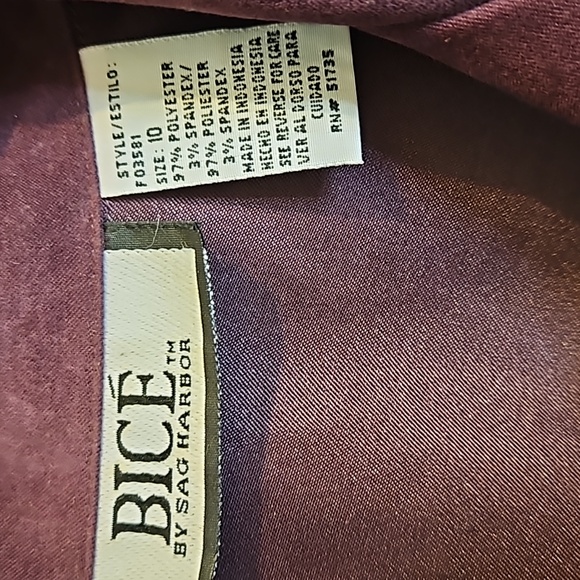 STYLE/ESTILO:
F03581
SIZE: 10
97% POLYESTER
3% SPANDEX/
97% POLIESTER
3% SPANDEX
MADE IN INDONESIA
HECHO EN INDONESIA
SEE REVERSE FOR CARE
VER AL DORSO PARA
CUIDADO
RN# 51735
BICÉ™
BY SAG HARBOR